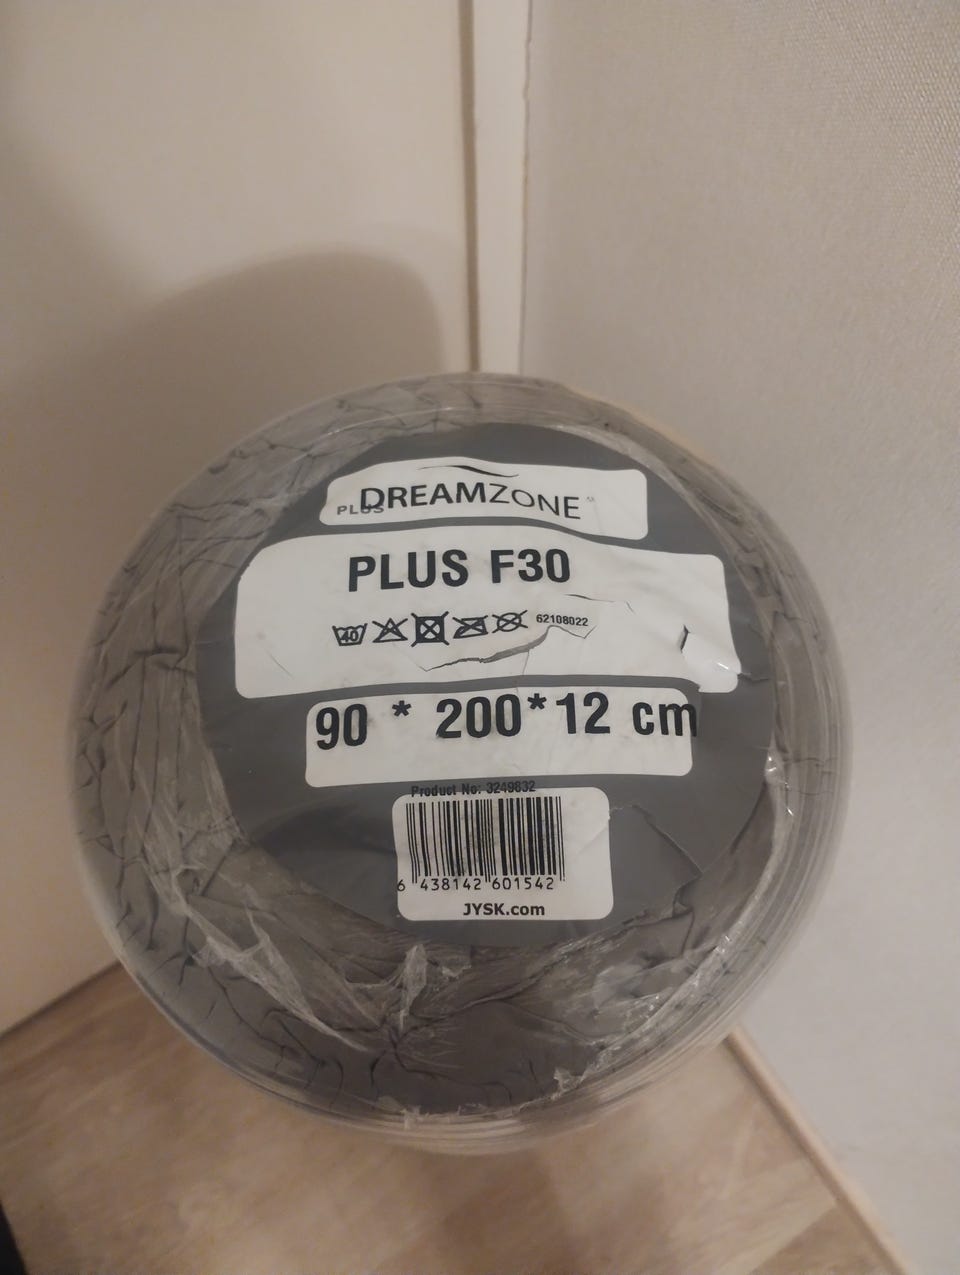 DREAMZONE
PLUS
PLUS F30
40 62108022
90 * 200 * 12 cm
Product No: 3249832
6 438142 601542
JYSK.com